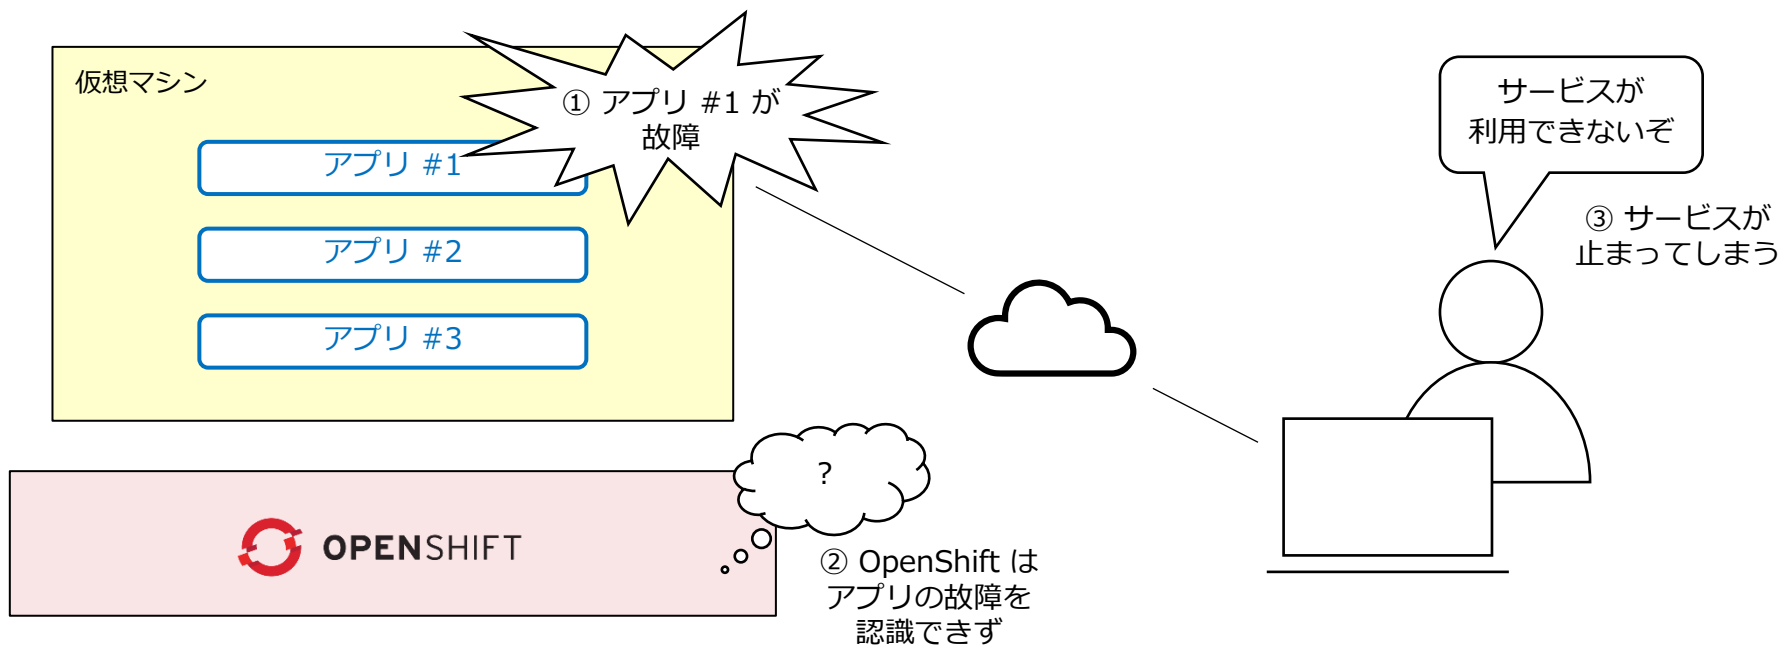 仮想マシン
① アプリ #1 が
故障
アプリ #1
アプリ #2
アプリ #3
サービスが
利用できないぞ
③ サービスが
止まってしまう
?
OPENSHIFT
② OpenShift は
アプリの故障を
認識できず